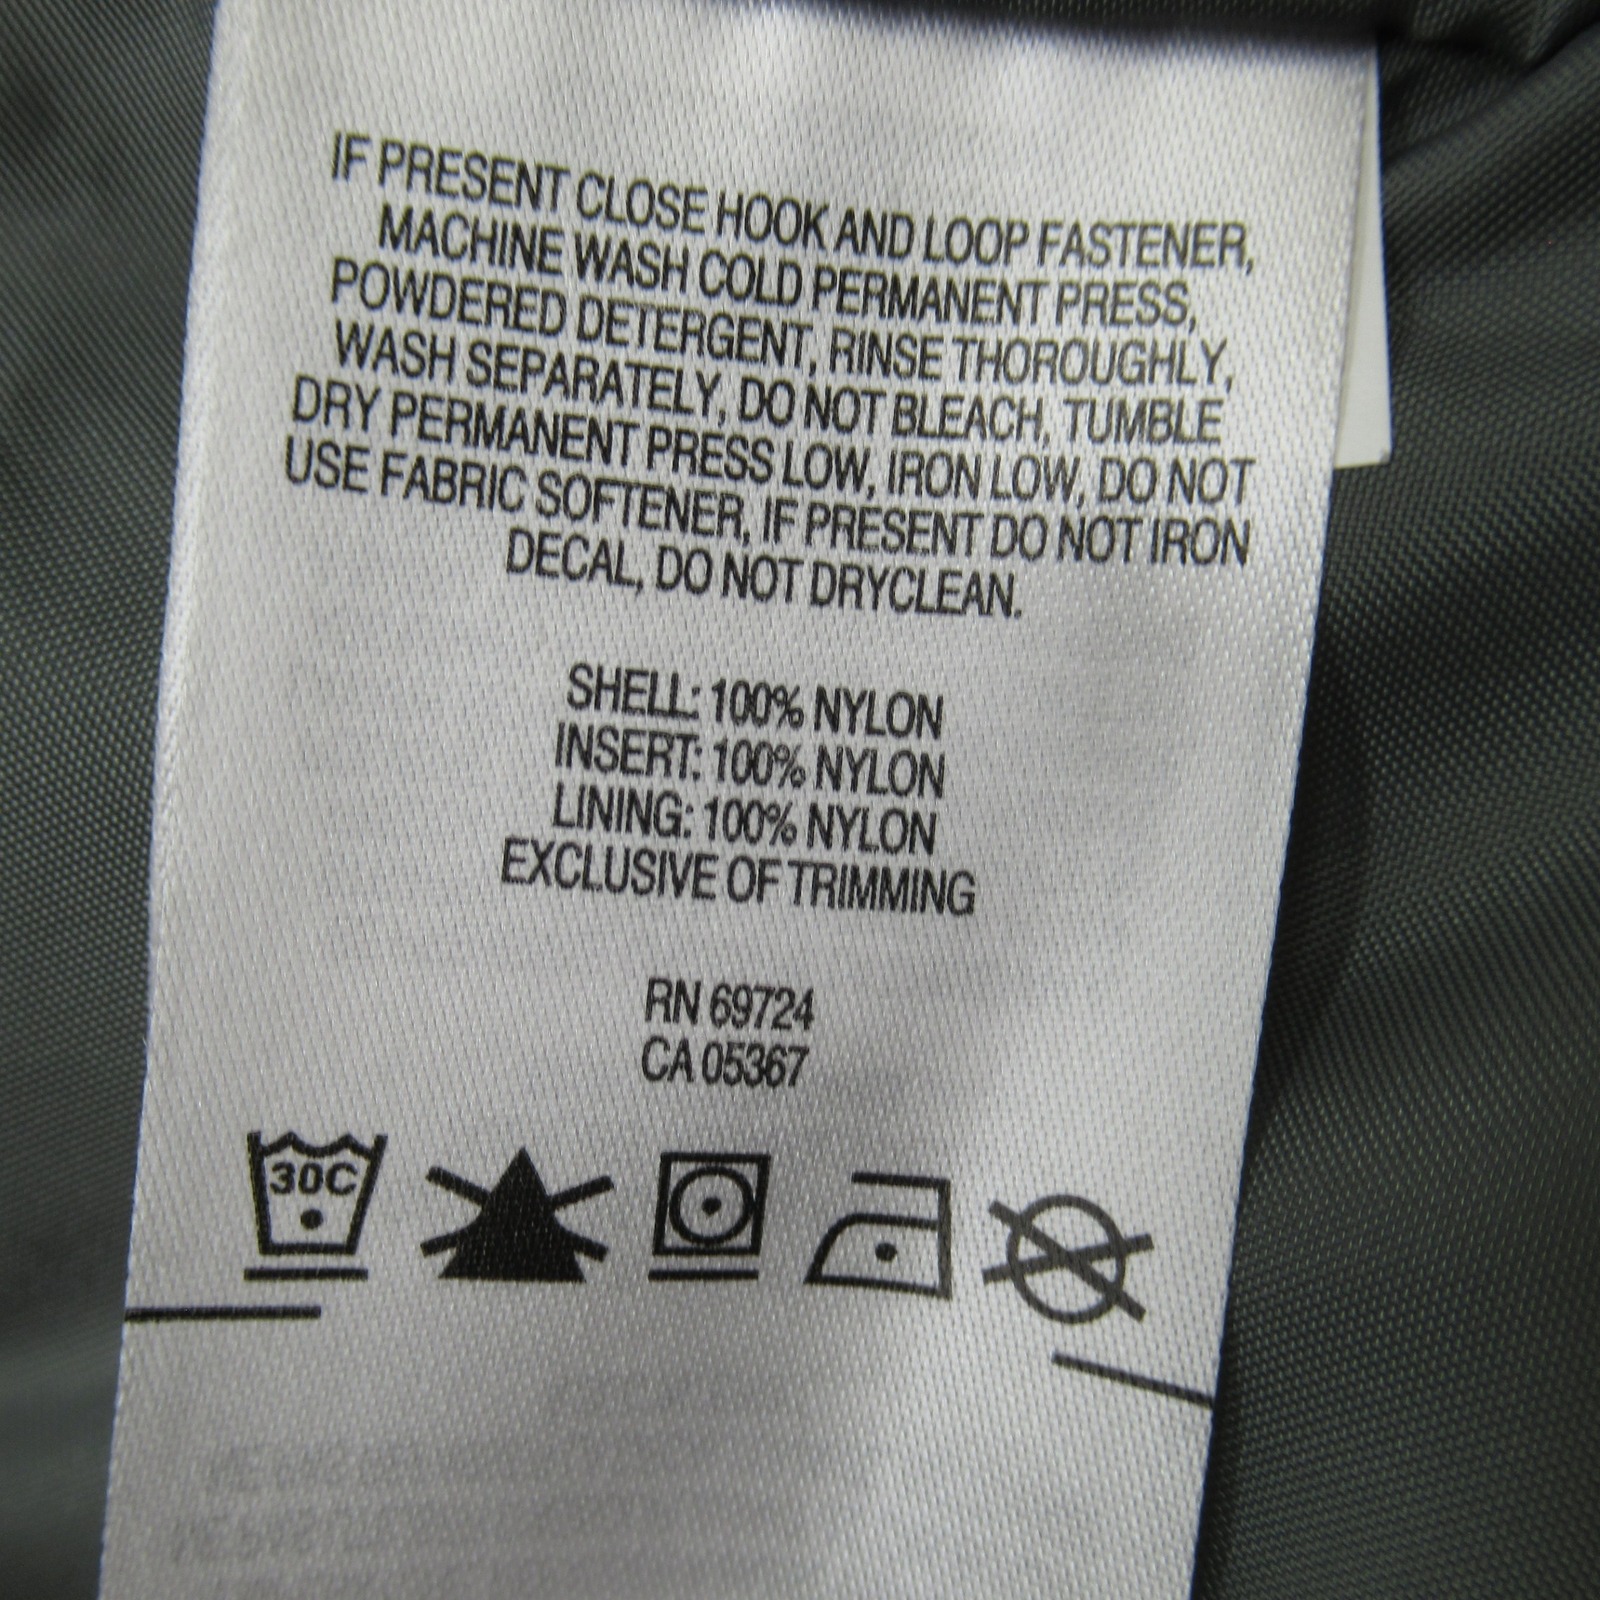 IF PRESENT CLOSE HOOK AND LOOP FASTENER,
MACHINE WASH COLD PERMANENT PRESS,
POWDERED DETERGENT, RINSE THOROUGHLY,
WASH SEPARATELY, DO NOT BLEACH, TUMBLE
DRY PERMANENT PRESS LOW, IRON LOW, DO NOT
USE FABRIC SOFTENER, IF PRESENT DO NOT IRON
DECAL, DO NOT DRYCLEAN.
SHELL: 100% NYLON
INSERT: 100% NYLON
LINING: 100% NYLON
EXCLUSIVE OF TRIMMING
RN 69724
CA 05367
30C